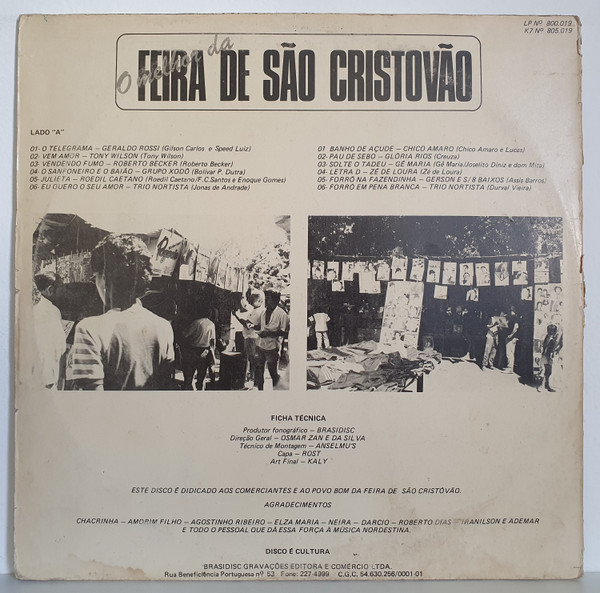 LP Nº 800.019
K7 Nº 805.019
O melhor da
FEIRA DE SÃO CRISTOVÃO
LADO "A"
01- O TELEGRAMA – GERALDO ROSSI (Gilson Carlos e Speed Luiz)
02- VEM AMOR – TONY WILSON (Tony Wilson)
03- VENDENDO FUMO – ROBERTO BECKER (Roberto Becker)
04- O SANFONEIRO E O BAIÃO – GRUPO XODÓ (Bolivar P. Dutra)
05- JULIETA – ROEDIL CAETANO (Roedil Caetano/F.C.Santos e Enoque Gomes)
06- EU QUERO O SEU AMOR – TRIO NORTISTA (Jonas de Andrade)
01- BANHO DE AÇUDE – CHICO AMARO (Chico Amaro e Lucas)
02- PAU DE SEBO – GLÓRIA RIOS (Creuza)
03- SOLTE O TADEU – GÊ MARIA (Gê Maria/Joselito Diniz e dom Mita)
04- LETRA D – ZÉ DE LOURA (Zé de Loura)
05- FORRÓ NA FAZENDINHA – GERSON E S/8 BAIXOS (Assis Barros)
06- FORRÓ EM PENA BRANCA – TRIO NORTISTA (Durval Vieira)
FICHA TÉCNICA
Produtor fonográfico – BRASIDISC
Direção Geral – OSMAR ZAN E DA SILVA
Técnico de Montagem – ANSELMU'S
Capa – ROST
Art Final – KALY
ESTE DISCO É DIDICADO AOS COMERCIANTES E AO POVO BOM DA FEIRA DE SÃO CRISTÓVÃO.
AGRADECIMENTOS
CHACRINHA – AMORIM FILHO – AGOSTINHO RIBEIRO – ELZA MARIA – NEIRA – DARCIO – ROBERTO DIAS – IRANILSON E ADEMAR
E TODO O PESSOAL QUE DÁ ESSA FORÇA À MÚSICA NORDESTINA.
DISCO É CULTURA
BRASIDISC GRAVAÇÕES EDITORA E COMÉRCIO LTDA.
Rua Beneficência Portuguesa nº 53 - Fone: 227-4999 C.G.C. 54.630.256/0001-01